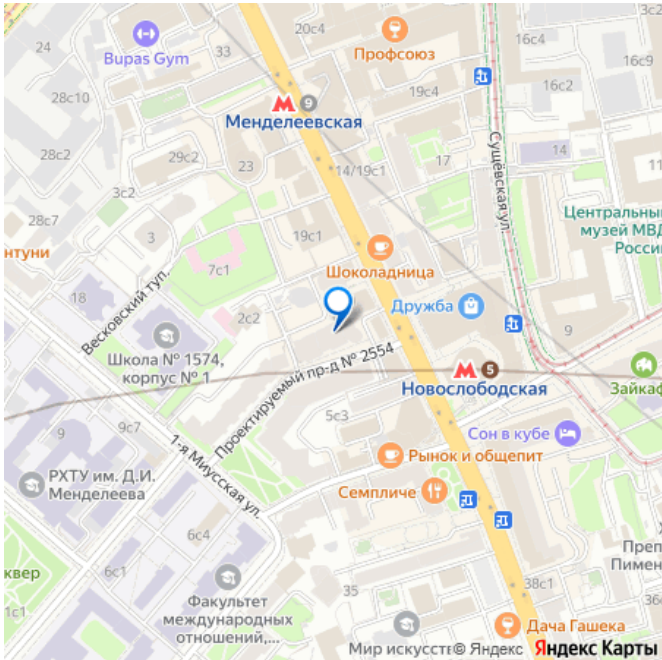 20с4
16с4
24
Bupas Gym
33
Профсоюз
16с9
28с10
19с4
16с2
9
Менделеевская
28с2
29с2
23
14/19с1
17
14
Сущёвская ул.
3с2
28с7
Центральный
музей МВД
России
3
19с1
нтуни
7с1
Шоколадница
18
Весковский туп.
2с2
Дружба
9
Школа № 1574,
корпус № 1
Проектируемый пр-д № 2554
5
Новослободская
Зайкаф
5с3
9
9с7
1-я Миусская ул.
Сон в кубе
Рынок и общепит
РХТУ им. Д.И.
Менделеева
Семпличе
6с4
Преп
Пимен
квер
6с1
38с1
1с1
35
Факультет
международных
отношений,...
Дача Гашека
Мир искусств
© Яндекс Яндекс Карты